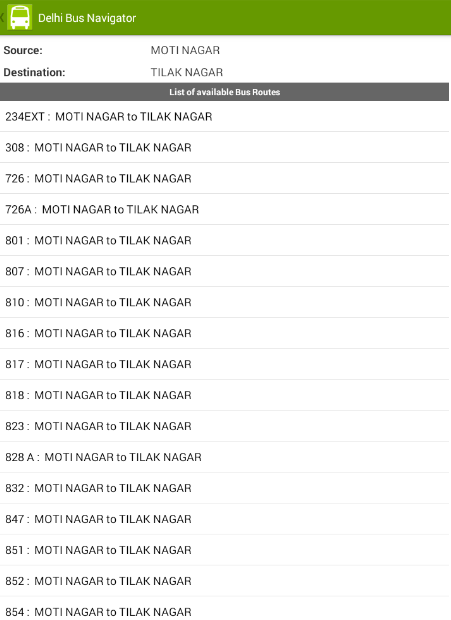 Delhi Bus Navigator
Source: MOTI NAGAR
Destination: TILAK NAGAR
List of available Bus Routes
234EXT : MOTI NAGAR to TILAK NAGAR
308 : MOTI NAGAR to TILAK NAGAR
726 : MOTI NAGAR to TILAK NAGAR
726A : MOTI NAGAR to TILAK NAGAR
801 : MOTI NAGAR to TILAK NAGAR
807 : MOTI NAGAR to TILAK NAGAR
810 : MOTI NAGAR to TILAK NAGAR
816 : MOTI NAGAR to TILAK NAGAR
817 : MOTI NAGAR to TILAK NAGAR
818 : MOTI NAGAR to TILAK NAGAR
823 : MOTI NAGAR to TILAK NAGAR
828 A : MOTI NAGAR to TILAK NAGAR
832 : MOTI NAGAR to TILAK NAGAR
847 : MOTI NAGAR to TILAK NAGAR
851 : MOTI NAGAR to TILAK NAGAR
852 : MOTI NAGAR to TILAK NAGAR
854 : MOTI NAGAR to TILAK NAGAR